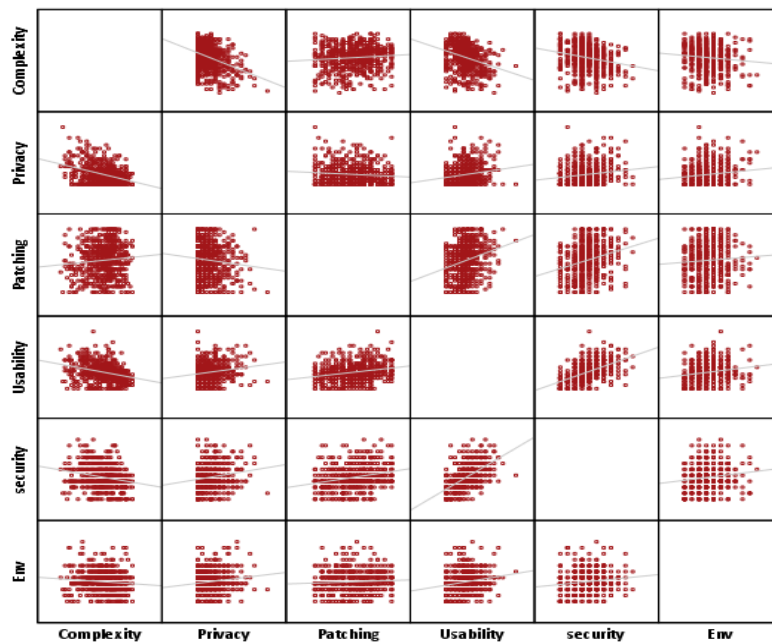 Complexity
Privacy
Patching
Usability
security
Env
Complexity Privacy Patching Usability security Env